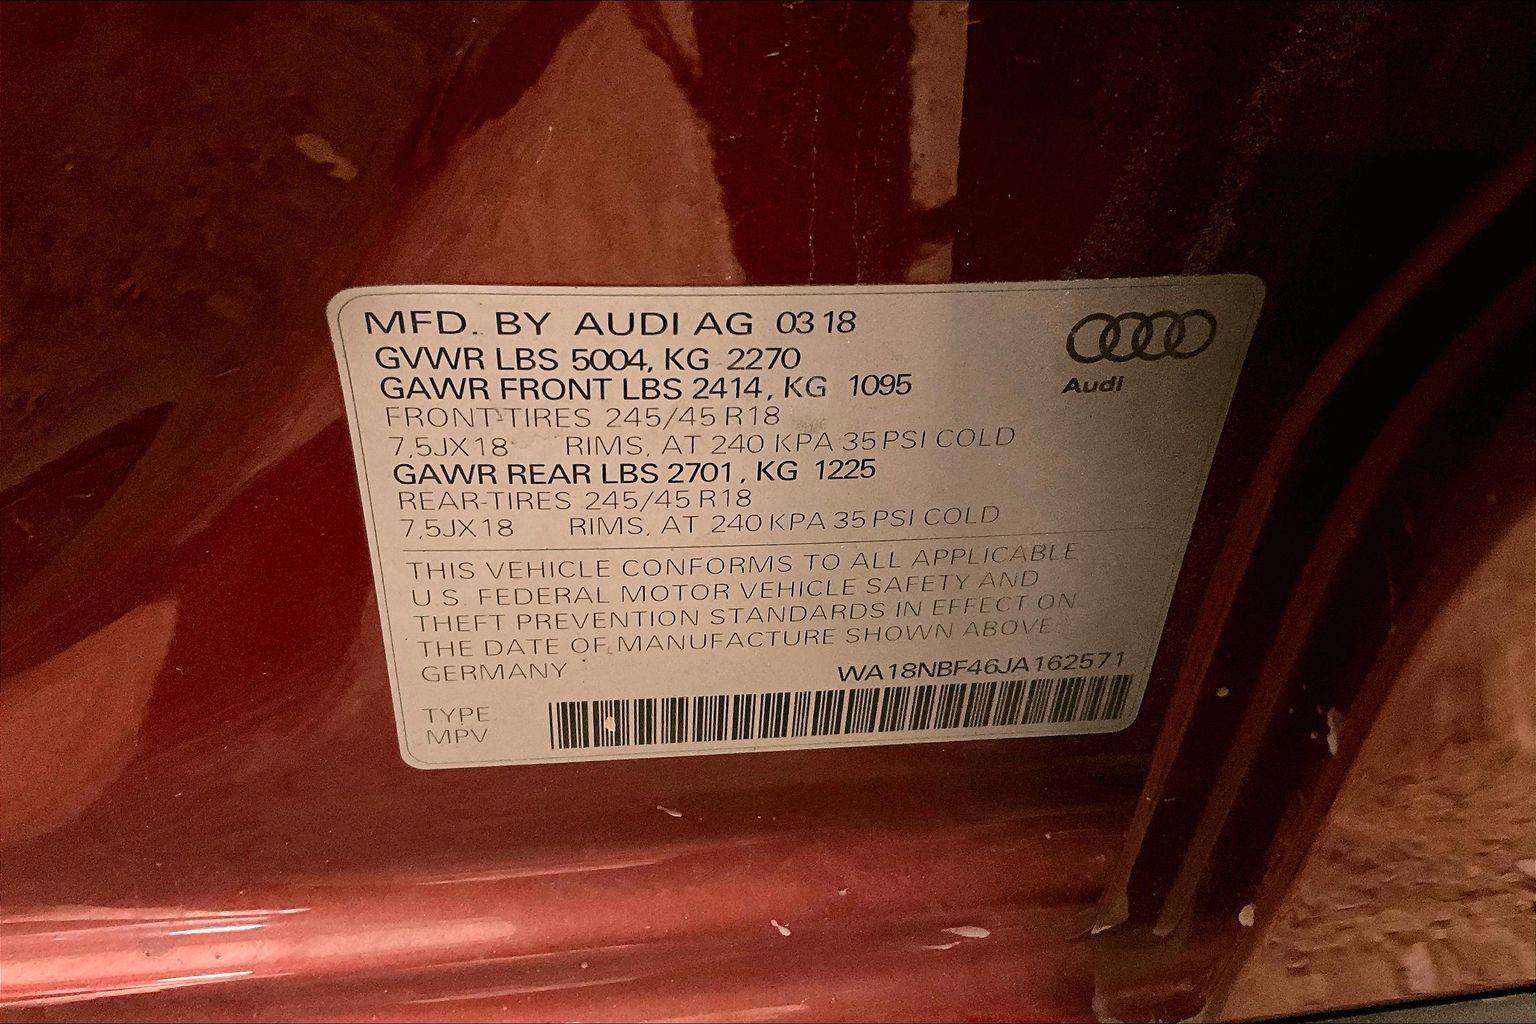 MFD. BY AUDI AG 03 18
GVWR LBS 5004, KG 2270
GAWR FRONT LBS 2414, KG 1095
FRONT-TIRES 245/45 R18
7,5JX18 RIMS, AT 240 KPA 35 PSI COLD
GAWR REAR LBS 2701, KG 1225
REAR-TIRES 245/45 R18
7,5JX18 RIMS, AT 240 KPA 35 PSI COLD
Audi
THIS VEHICLE CONFORMS TO ALL APPLICABLE
U.S. FEDERAL MOTOR VEHICLE SAFETY AND
THEFT PREVENTION STANDARDS IN EFFECT ON
THE DATE OF MANUFACTURE SHOWN ABOVE
GERMANY WA18NBF46JA162571
TYPE
MPV